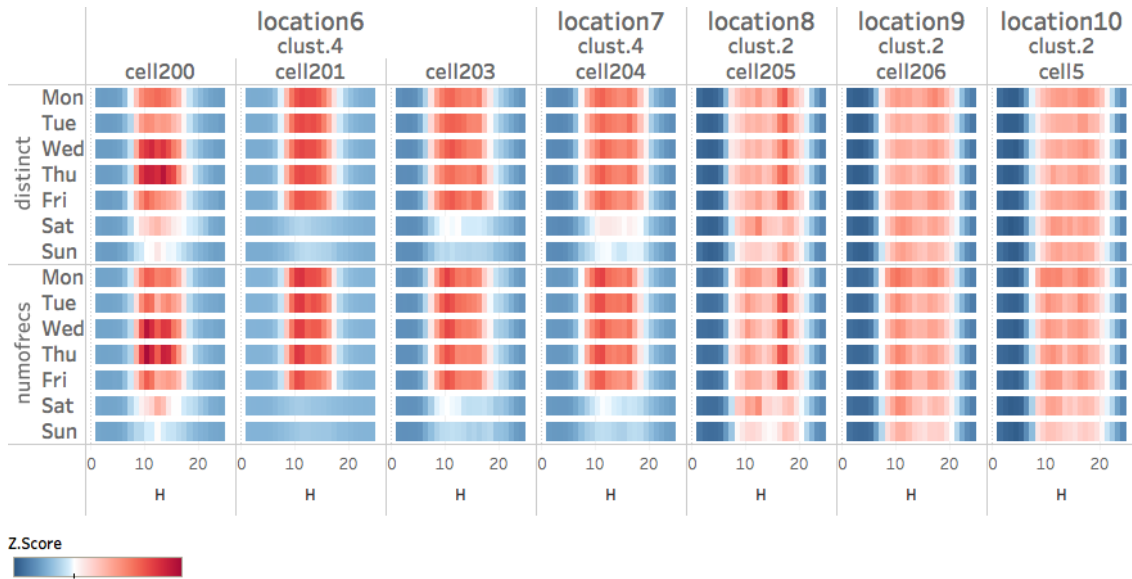 location6 location7 location8 location9 location10
clust.4 clust.4 clust.2 clust.2 clust.2
cell200 cell201 cell203 cell204 cell205 cell206 cell5
distinct
Mon
Tue
Wed
Thu
Fri
Sat
Sun
numofrecs
Mon
Tue
Wed
Thu
Fri
Sat
Sun
0 10 20 0 10 20 0 10 20 0 10 20 0 10 20 0 10 20 0 10 20
H H H H H H H
Z.Score